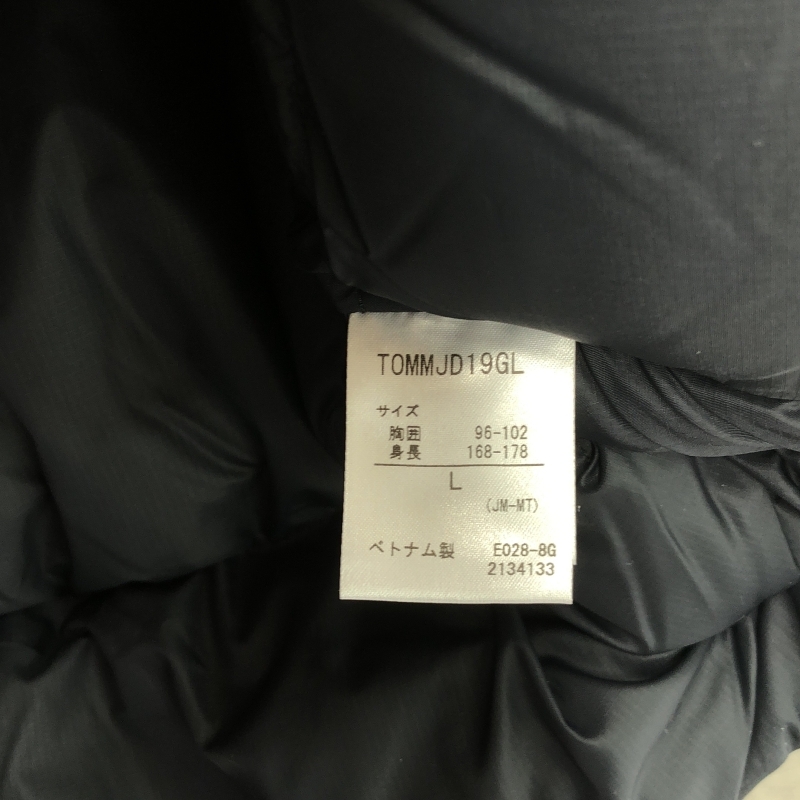 TOMMJD19GL
サイズ
胸囲 96-102
身長 168-178
L
(JM-MT)
ベトナム製 E028-8G
2134133